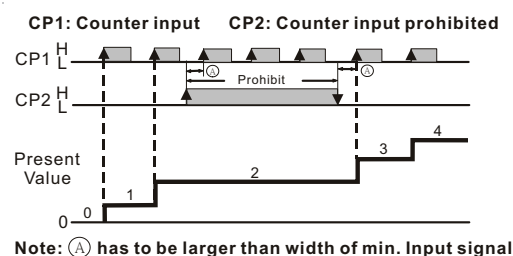 CP1: Counter input CP2: Counter input prohibited
CP1 H L
Ⓐ Prohibit Ⓐ
CP2 H L
Present Value
0 0 1 2 3 4
Note: Ⓐ has to be larger than width of min. Input signal